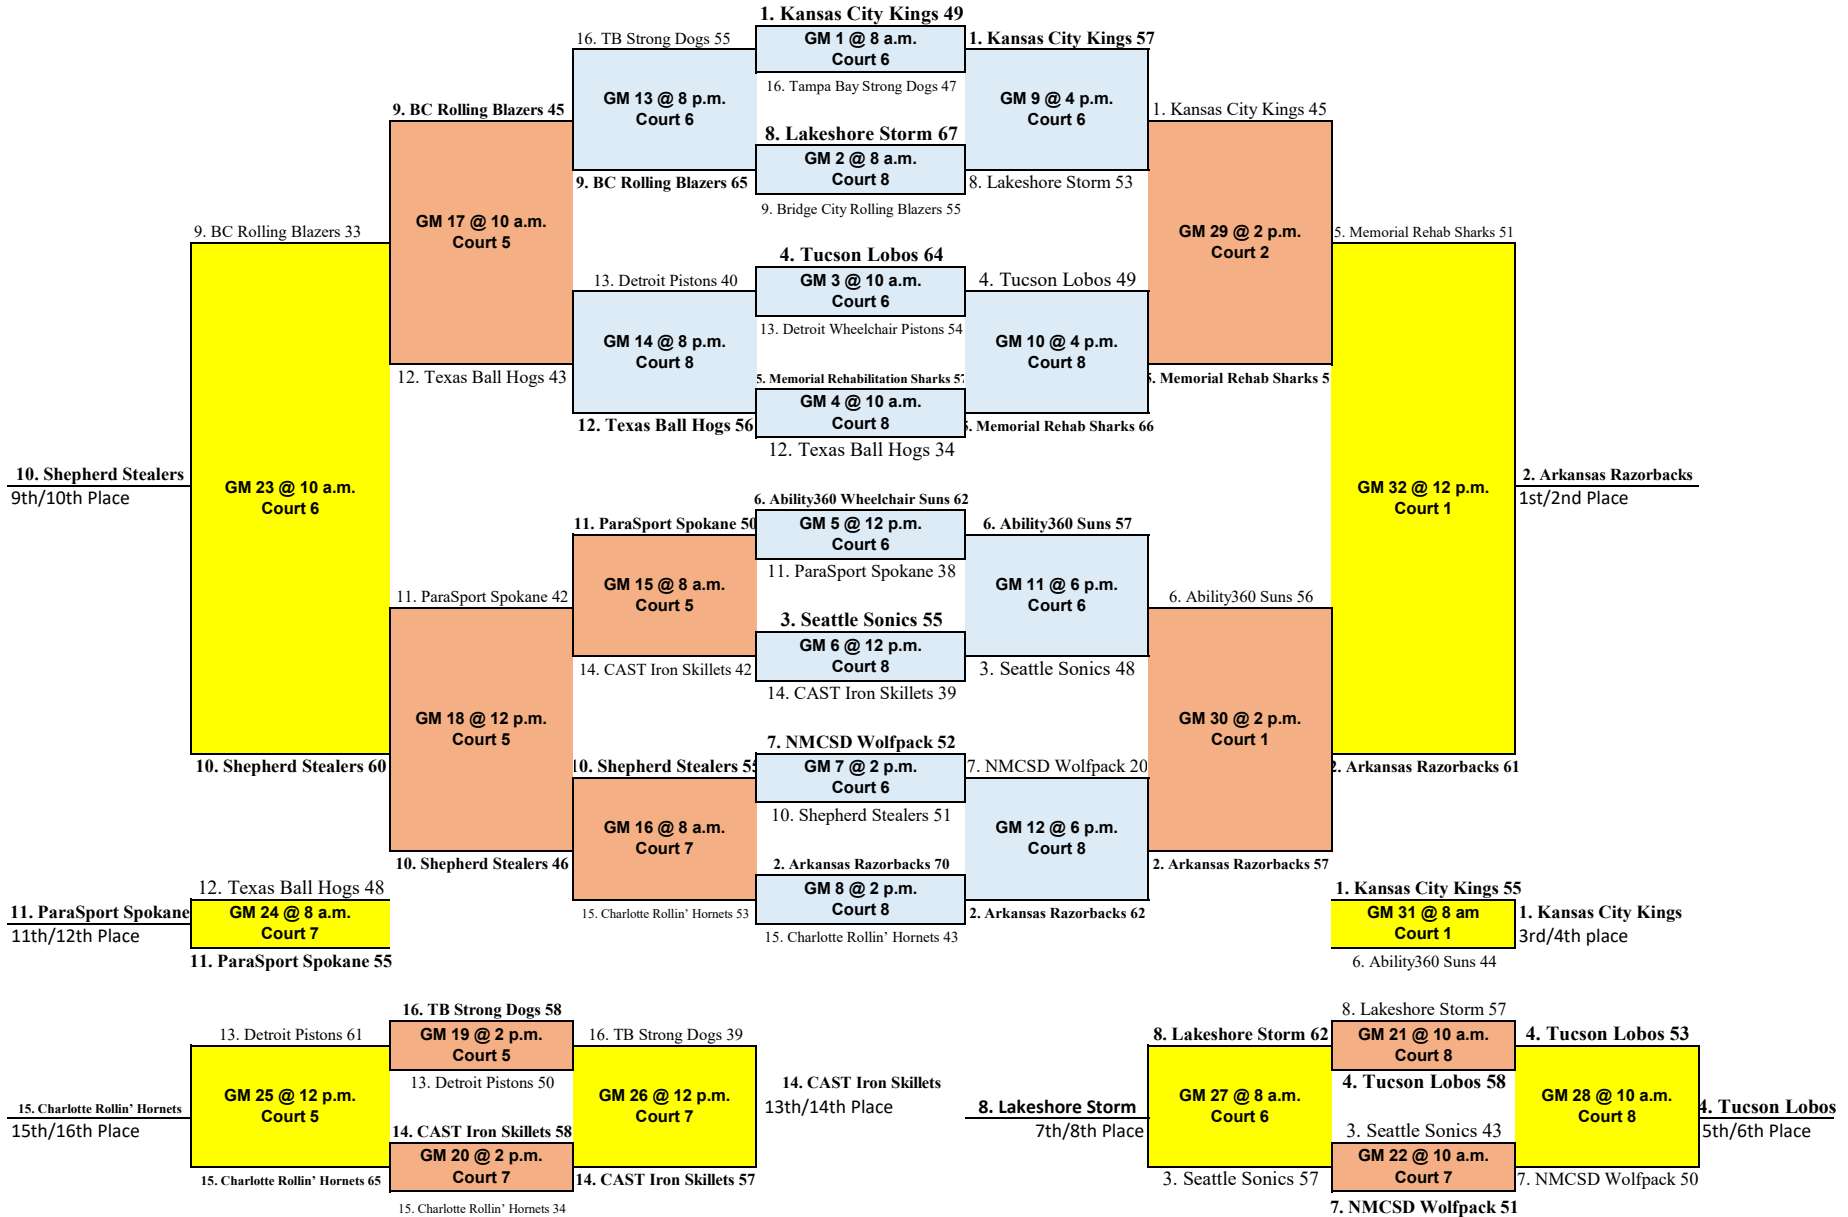 1. Kansas City Kings 49
16. TB Strong Dogs 55
GM 1 @ 8 a.m.
Court 6
1. Kansas City Kings 57
16. Tampa Bay Strong Dogs 47
9. BC Rolling Blazers 45
GM 13 @ 8 p.m.
Court 6
GM 9 @ 4 p.m.
Court 6
1. Kansas City Kings 45
8. Lakeshore Storm 67
GM 2 @ 8 a.m.
Court 8
9. BC Rolling Blazers 65
8. Lakeshore Storm 53
9. Bridge City Rolling Blazers 55
9. BC Rolling Blazers 33
GM 17 @ 10 a.m.
Court 5
GM 29 @ 2 p.m.
Court 2
5. Memorial Rehab Sharks 51
4. Tucson Lobos 64
13. Detroit Pistons 40
GM 3 @ 10 a.m.
Court 6
4. Tucson Lobos 49
13. Detroit Wheelchair Pistons 54
GM 14 @ 8 p.m.
Court 8
GM 10 @ 4 p.m.
Court 8
12. Texas Ball Hogs 43
5. Memorial Rehabilitation Sharks 57
5. Memorial Rehab Sharks 5
GM 4 @ 10 a.m.
Court 8
12. Texas Ball Hogs 56
5. Memorial Rehab Sharks 66
12. Texas Ball Hogs 34
10. Shepherd Stealers
9th/10th Place
GM 23 @ 10 a.m.
Court 6
GM 32 @ 12 p.m.
Court 1
2. Arkansas Razorbacks
1st/2nd Place
6. Ability360 Wheelchair Suns 62
11. ParaSport Spokane 50
GM 5 @ 12 p.m.
Court 6
6. Ability360 Suns 57
11. ParaSport Spokane 38
11. ParaSport Spokane 42
GM 15 @ 8 a.m.
Court 5
GM 11 @ 6 p.m.
Court 6
6. Ability360 Suns 56
3. Seattle Sonics 55
GM 6 @ 12 p.m.
Court 8
14. CAST Iron Skillets 42
3. Seattle Sonics 48
14. CAST Iron Skillets 39
GM 18 @ 12 p.m.
Court 5
GM 30 @ 2 p.m.
Court 1
7. NMCSD Wolfpack 52
10. Shepherd Stealers 60
10. Shepherd Stealers 55
GM 7 @ 2 p.m.
Court 6
7. NMCSD Wolfpack 20
2. Arkansas Razorbacks 61
10. Shepherd Stealers 51
GM 16 @ 8 a.m.
Court 7
GM 12 @ 6 p.m.
Court 8
10. Shepherd Stealers 46
2. Arkansas Razorbacks 70
2. Arkansas Razorbacks 57
12. Texas Ball Hogs 48
GM 8 @ 2 p.m.
Court 8
1. Kansas City Kings 55
11. ParaSport Spokane
11th/12th Place
GM 24 @ 8 a.m.
Court 7
15. Charlotte Rollin’ Hornets 53
2. Arkansas Razorbacks 62
GM 31 @ 8 am
Court 1
1. Kansas City Kings
3rd/4th place
15. Charlotte Rollin’ Hornets 43
11. ParaSport Spokane 55
6. Ability360 Suns 44
16. TB Strong Dogs 58
8. Lakeshore Storm 57
13. Detroit Pistons 61
GM 19 @ 2 p.m.
Court 5
16. TB Strong Dogs 39
8. Lakeshore Storm 62
GM 21 @ 10 a.m.
Court 8
4. Tucson Lobos 53
13. Detroit Pistons 50
14. CAST Iron Skillets
13th/14th Place
4. Tucson Lobos 58
15. Charlotte Rollin’ Hornets
15th/16th Place
GM 25 @ 12 p.m.
Court 5
GM 26 @ 12 p.m.
Court 7
8. Lakeshore Storm
7th/8th Place
GM 27 @ 8 a.m.
Court 6
GM 28 @ 10 a.m.
Court 8
4. Tucson Lobos
5th/6th Place
14. CAST Iron Skillets 58
3. Seattle Sonics 43
GM 20 @ 2 p.m.
Court 7
GM 22 @ 10 a.m.
Court 7
15. Charlotte Rollin’ Hornets 65
14. CAST Iron Skillets 57
3. Seattle Sonics 57
7. NMCSD Wolfpack 50
15. Charlotte Rollin’ Hornets 34
7. NMCSD Wolfpack 51